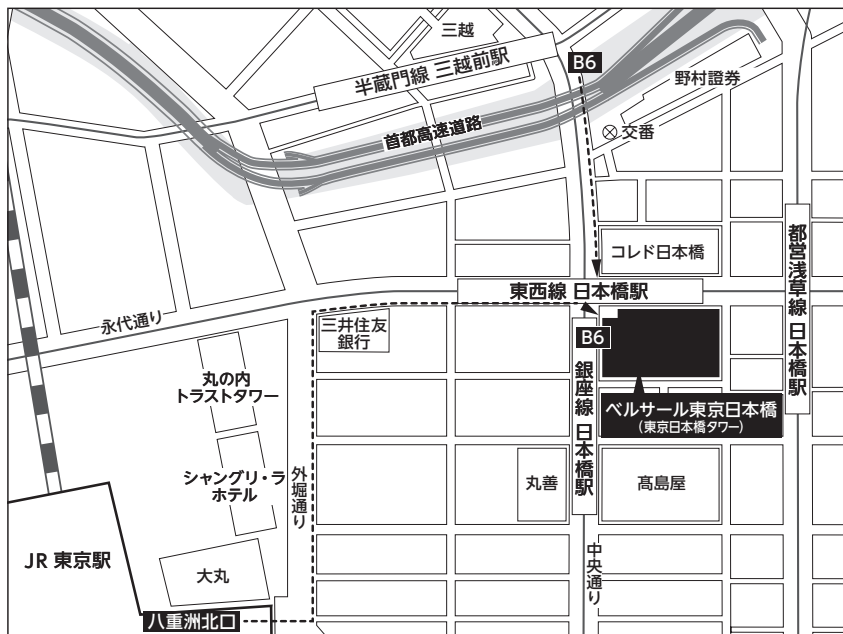 三越
B6
半蔵門線 三越前駅
野村證券
首都高速道路
交番
コレド日本橋
都営浅草線 日本橋駅
東西線 日本橋駅
永代通り
三井住友
銀行
B6
丸の内
トラストタワー
銀座線 日本橋駅
ベルサール東京日本橋
(東京日本橋タワー)
シャングリ・ラ
ホテル
外堀通り
丸善
髙島屋
JR 東京駅
大丸
中央通り
八重洲北口